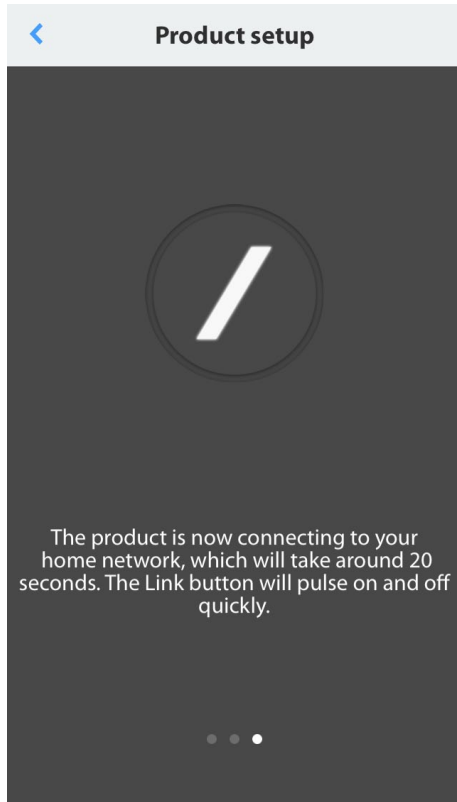 Product setup
The product is now connecting to your
home network, which will take around 20
seconds. The Link button will pulse on and off
quickly.